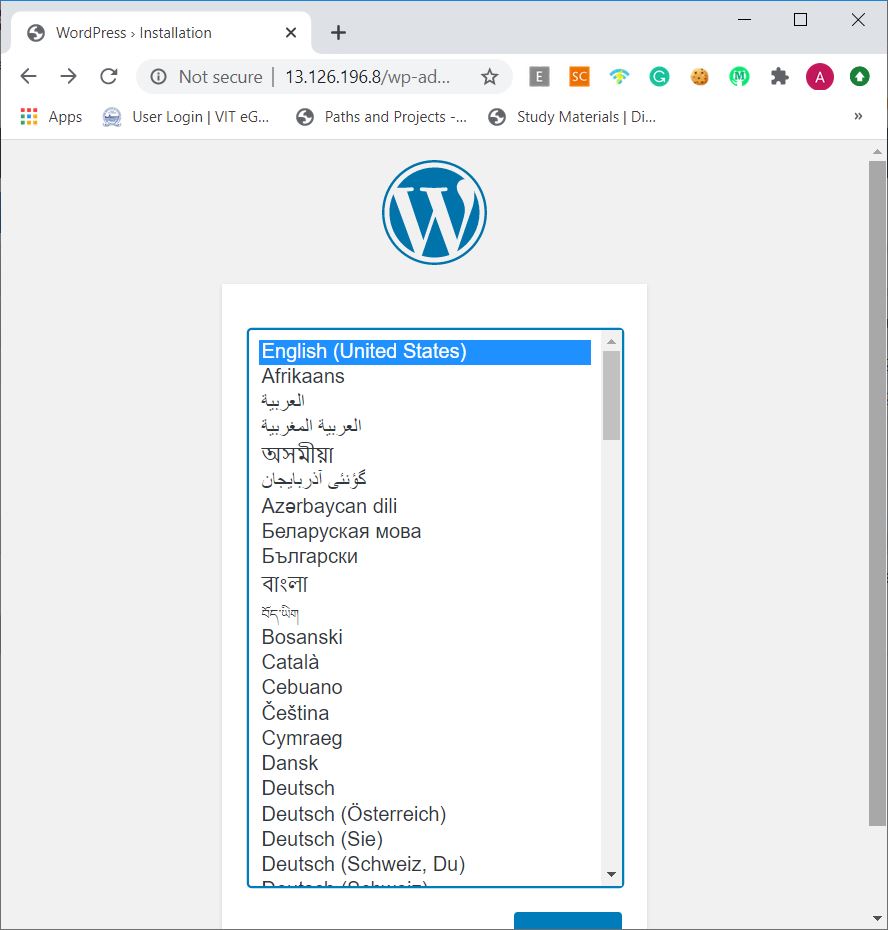 WordPress › Installation
Not secure | 13.126.196.8/wp-ad...
E
SC
G
M
A
Apps
User Login | VIT eG...
Paths and Projects -...
Study Materials | Di...
»
W
English (United States)
Afrikaans
العربية
العربية المغربية
অসমীয়া
گؤنئی آذربایجان
Azərbaycan dili
Беларуская мова
Български
বাংলা
བོད་ཡིག
Bosanski
Català
Cebuano
Čeština
Cymraeg
Dansk
Deutsch
Deutsch (Österreich)
Deutsch (Sie)
Deutsch (Schweiz, Du)
Deutsch (Schweiz)